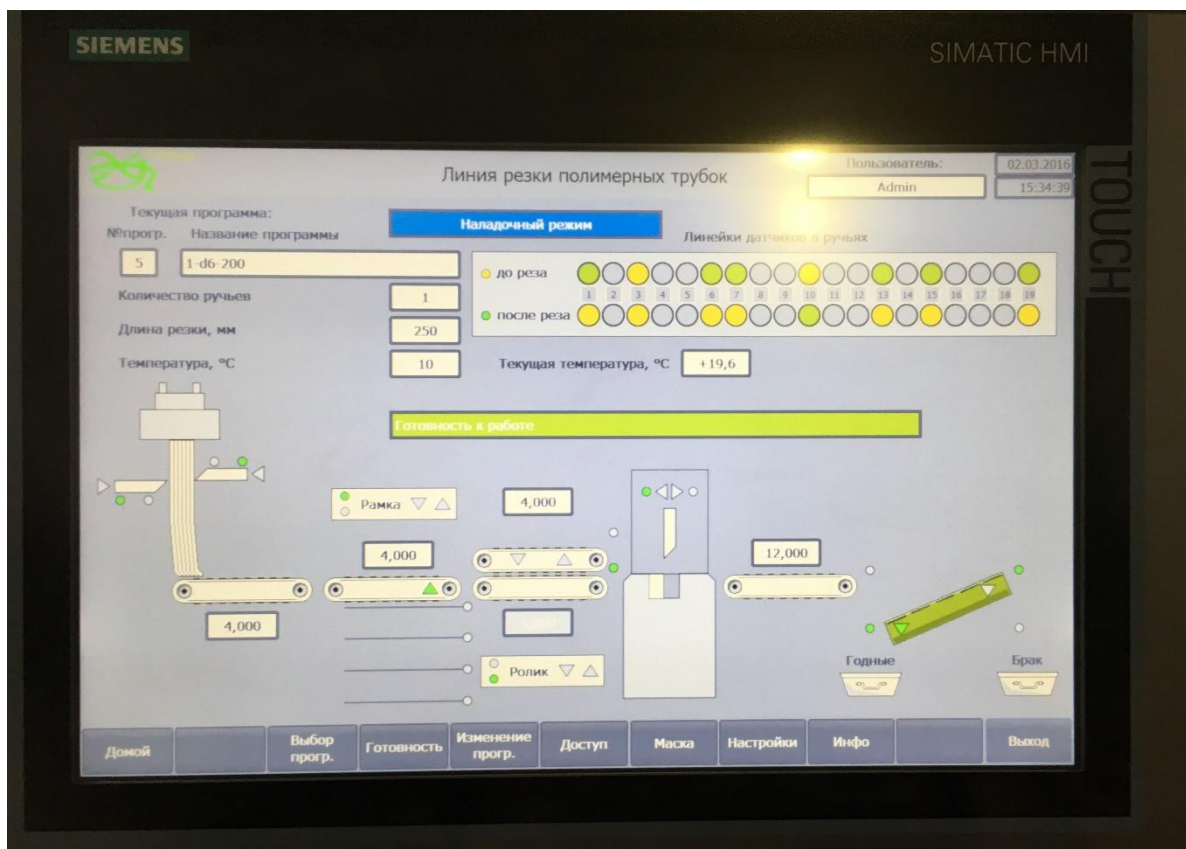 SIEMENS
SIMATIC HMI
TOUCH
Линия резки полимерных трубок
Пользователь:
Admin
02.03.2016
15:34:39
Текущая программа:
№прогр. Название программы
5 1-d6-200
Наладочный режим
Линейки датчиков в ручьях
до реза
1 2 3 4 5 6 7 8 9 10 11 12 13 14 15 16 17 18 19
после реза
Количество ручьев 1
Длина резки, мм 250
Температура, °C 10
Текущая температура, °C +19,6
Готовность к работе
Рамка
4,000
4,000
12,000
4,000
Ролик
Годные
Брак
Домой
Выбор прогр.
Готовность
Изменение прогр.
Доступ
Маска
Настройки
Инфо
Выход